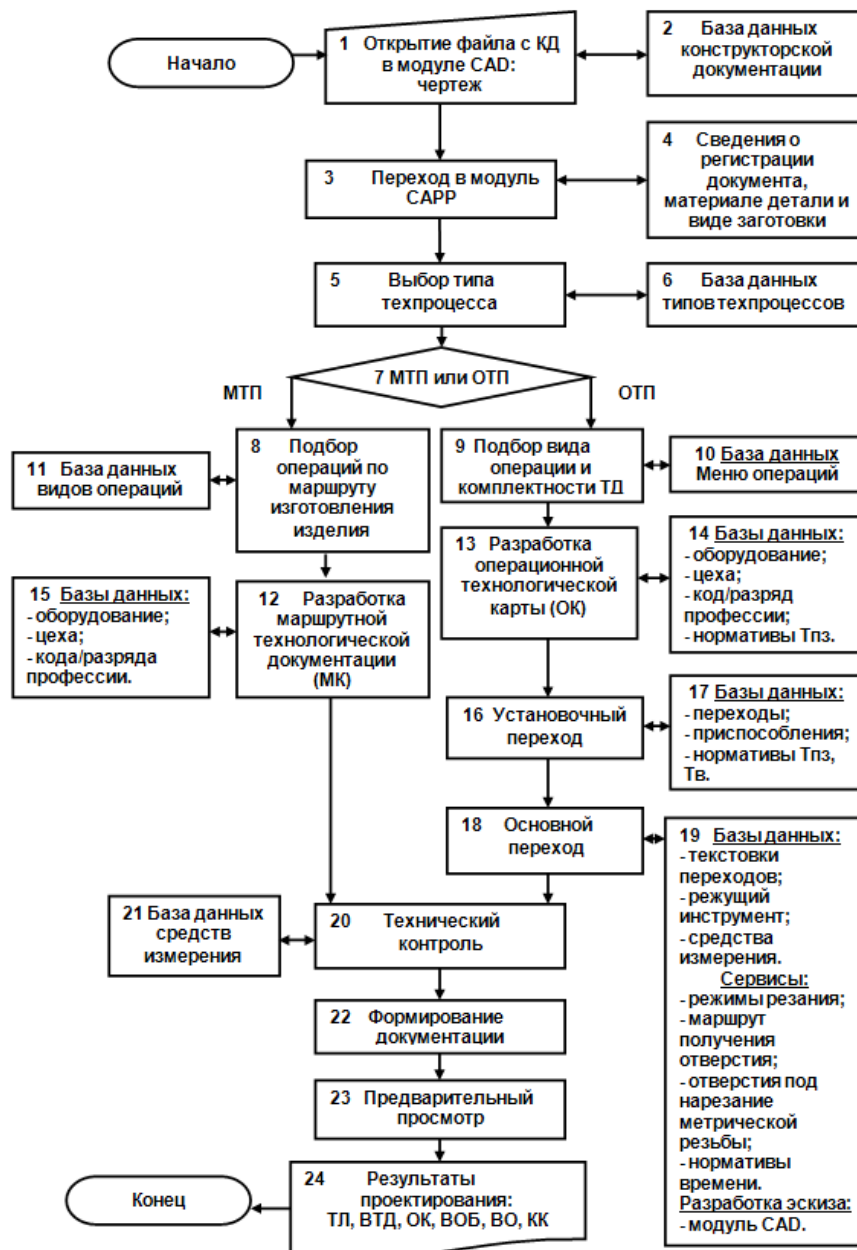 Начало
1 Открытие файла с КД
в модуле CAD:
чертеж
2 База данных
конструкторской
документации
3 Переход в модуль
CAPP
4 Сведения о
регистрации
документа,
материале детали и
виде заготовки
5 Выбор типа
техпроцесса
6 База данных
типов техпроцессов
7 МТП или ОТП
МТП
ОТП
11 База данных
видов операций
8 Подбор
операций по
маршруту
изготовления
изделия
9 Подбор вида
операции и
комплектности ТД
10 База данных
Меню операций
15 Базы данных:
- оборудование;
- цеха;
- кода/разряда
профессии.
12 Разработка
маршрутной
технологической
документации
(МК)
13 Разработка
операционной
технологической
карты (ОК)
14 Базы данных:
- оборудование;
- цеха;
- код/разряд
профессии;
- нормативы Тпз.
16 Установочный
переход
17 Базы данных:
- переходы;
- приспособления;
- нормативы Тпз,
Тв.
18 Основной
переход
19 Базы данных:
- текстовки
переходов;
- режущий
инструмент;
- средства
измерения.
Сервисы:
- режимы резания;
- маршрут
получения
отверстия;
- отверстия под
нарезание
метрической
резьбы;
- нормативы
времени.
Разработка эскиза:
- модуль CAD.
21 База данных
средств
измерения
20 Технический
контроль
22 Формирование
документации
23 Предварительный
просмотр
24 Результаты
проектирования:
ТЛ, ВТД, ОК, ВОБ, ВО, КК
Конец